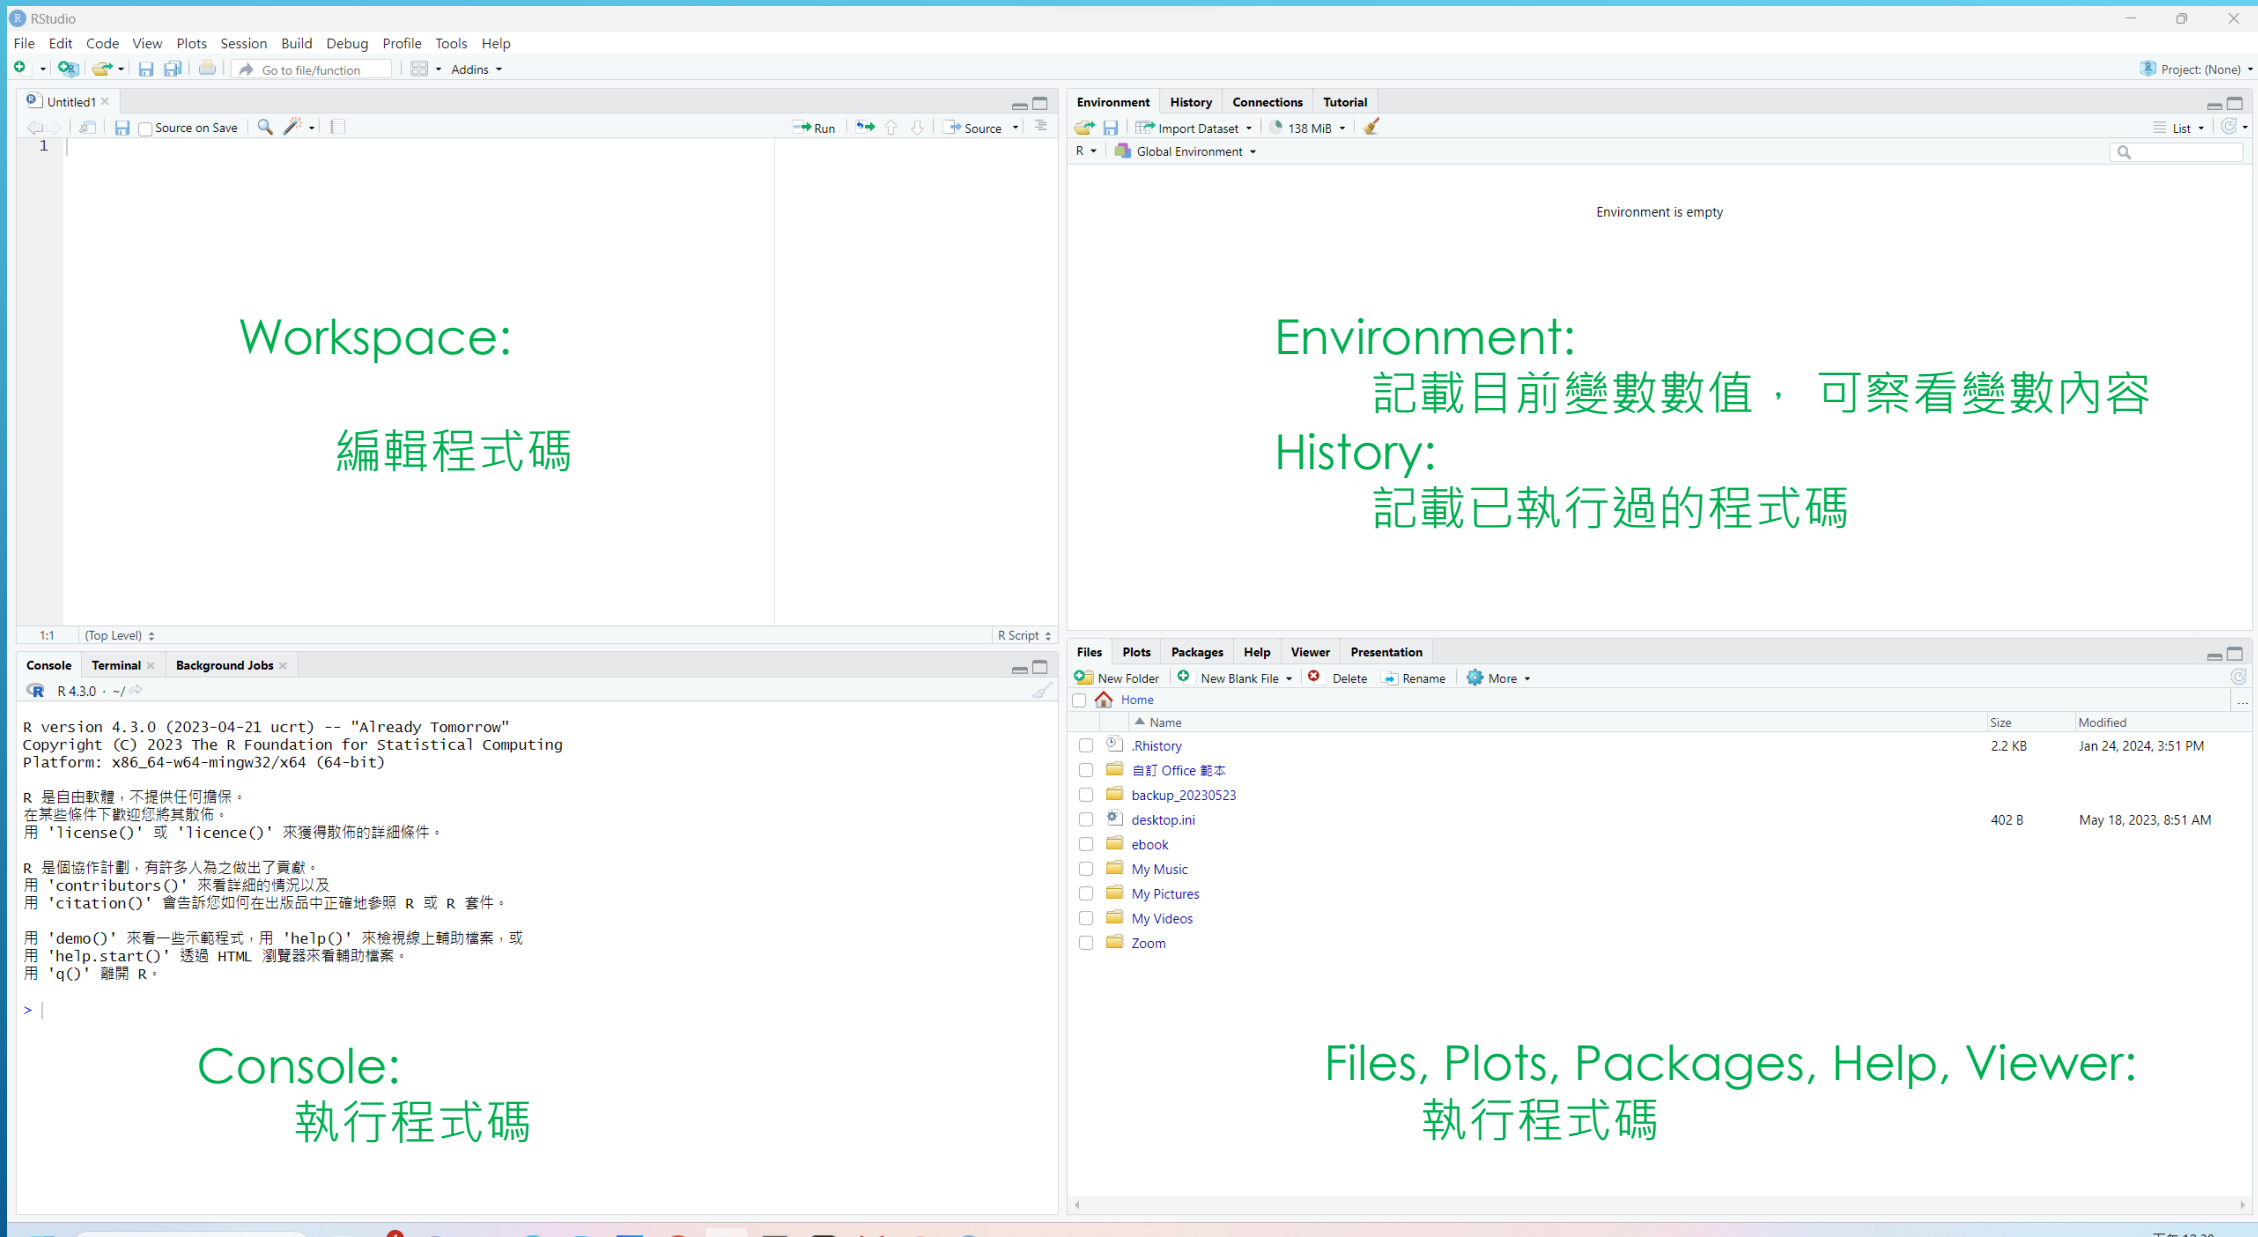 RStudio
File Edit Code View Plots Session Build Debug Profile Tools Help
Go to file/function Addins
Project: (None)
Untitled1
Source on Save Run Source
1
Workspace:
編輯程式碼
1:1 (Top Level) R Script
Environment History Connections Tutorial
Import Dataset 138 MiB List
R Global Environment
Environment is empty
Environment:
記載目前變數數值， 可察看變數內容
History:
記載已執行過的程式碼
Console Terminal Background Jobs
R 4.3.0 · ~/
R version 4.3.0 (2023-04-21 ucrt) -- "Already Tomorrow"
Copyright (C) 2023 The R Foundation for Statistical Computing
Platform: x86_64-w64-mingw32/x64 (64-bit)
R 是自由軟體，不提供任何擔保。
在某些條件下歡迎您將其散佈。
用 'license()' 或 'licence()' 來獲得散佈的詳細條件。
R 是個協作計劃，有許多人為之做出了貢獻。
用 'contributors()' 來看詳細的情況以及
用 'citation()' 會告訴您如何在出版品中正確地參照 R 或 R 套件。
用 'demo()' 來看一些示範程式，用 'help()' 來檢視線上輔助檔案，或
用 'help.start()' 透過 HTML 瀏覽器來看輔助檔案。
用 'q()' 離開 R。
>
Console:
執行程式碼
Files Plots Packages Help Viewer Presentation
New Folder New Blank File Delete Rename More
Home
Name Size Modified
.Rhistory 2.2 KB Jan 24, 2024, 3:51 PM
自訂 Office 範本
backup_20230523
desktop.ini 402 B May 18, 2023, 8:51 AM
ebook
My Music
My Pictures
My Videos
Zoom
Files, Plots, Packages, Help, Viewer:
執行程式碼